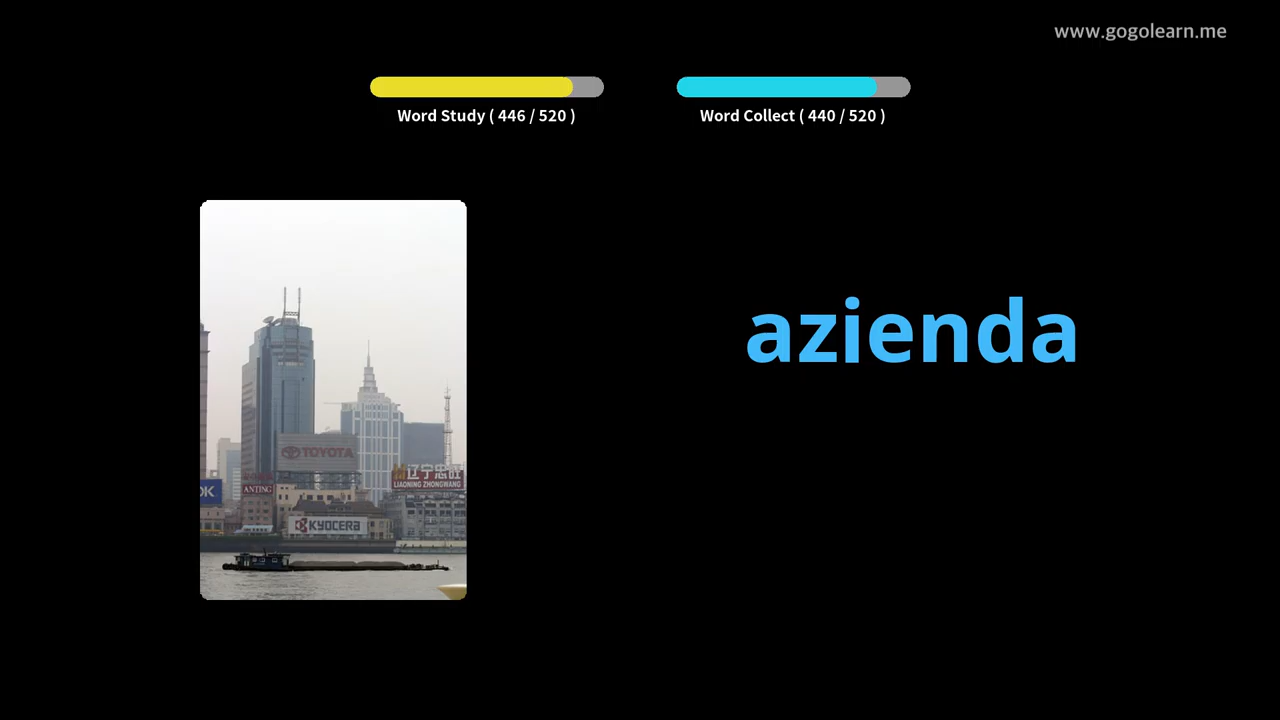 www.gogolearn.me
Word Study ( 446 / 520 )
Word Collect ( 440 / 520 )
azienda
TOYOTA
辽宁忠旺
LIAONING ZHONGWANG
OK
ANTING
KYOCERA